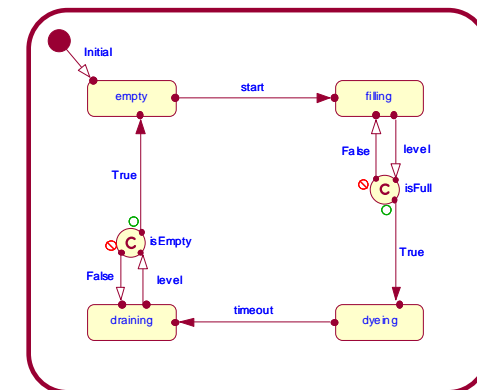 Initial
empty
start
filling
False
level
C
isFull
True
True
C
isEmpty
False
level
timeout
draining
dyeing